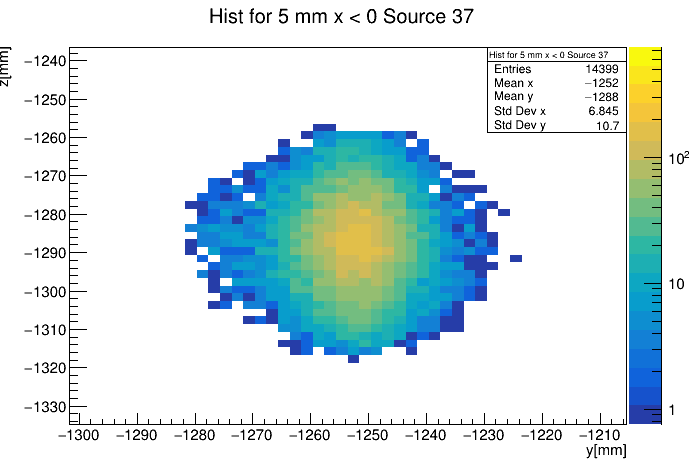 Hist for 5 mm x < 0 Source 37
z[mm]
Hist for 5 mm x < 0 Source 37
Entries 14399
Mean x −1252
Mean y −1288
Std Dev x 6.845
Std Dev y 10.7
−1240
−1250
−1260
−1270
−1280
−1290
−1300
−1310
−1320
−1330
10²
10
1
−1300 −1290 −1280 −1270 −1260 −1250 −1240 −1230 −1220 −1210
y[mm]